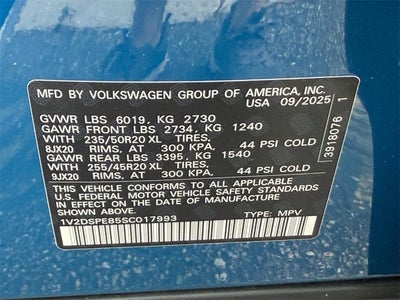 MFD BY VOLKSWAGEN GROUP OF AMERICA, INC.
USA 09/2025
GVWR LBS 6019, KG 2730
GAWR FRONT LBS 2734, KG 1240
235/50R20 XL TIRES,
8JX20 RIMS, AT 300 KPA, 44 PSI COLD
GAWR REAR LBS 3395, KG 1540
255/45R20 XL TIRES,
9JX20 RIMS, AT 300 KPA, 44 PSI COLD
THIS VEHICLE CONFORMS TO ALL APPLICABLE
U.S. FEDERAL MOTOR VEHICLE SAFETY STANDARDS
IN EFFECT ON THE DATE OF MANUFACTURE
SHOWN ABOVE.
1V2DSPE85SC017993 TYPE: MPV
3918076 1